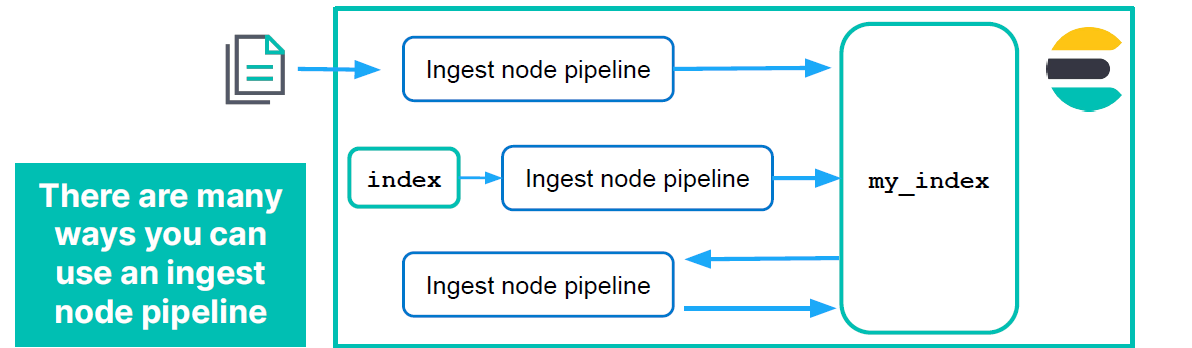 Ingest node pipeline
index
Ingest node pipeline
my_index
There are many
ways you can
use an ingest
node pipeline
Ingest node pipeline